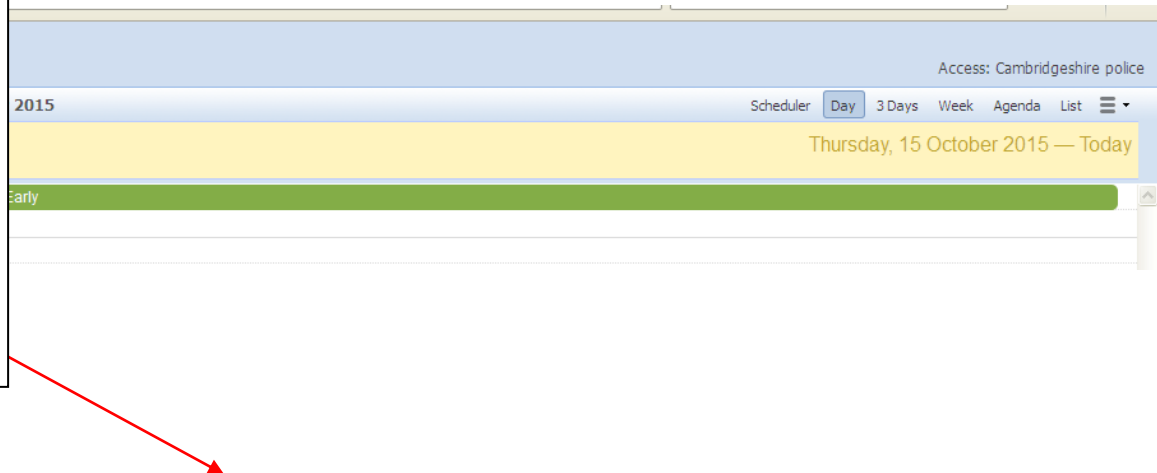 Access: Cambridgeshire police
2015 Scheduler Day 3 Days Week Agenda List
Thursday, 15 October 2015 — Today
Early